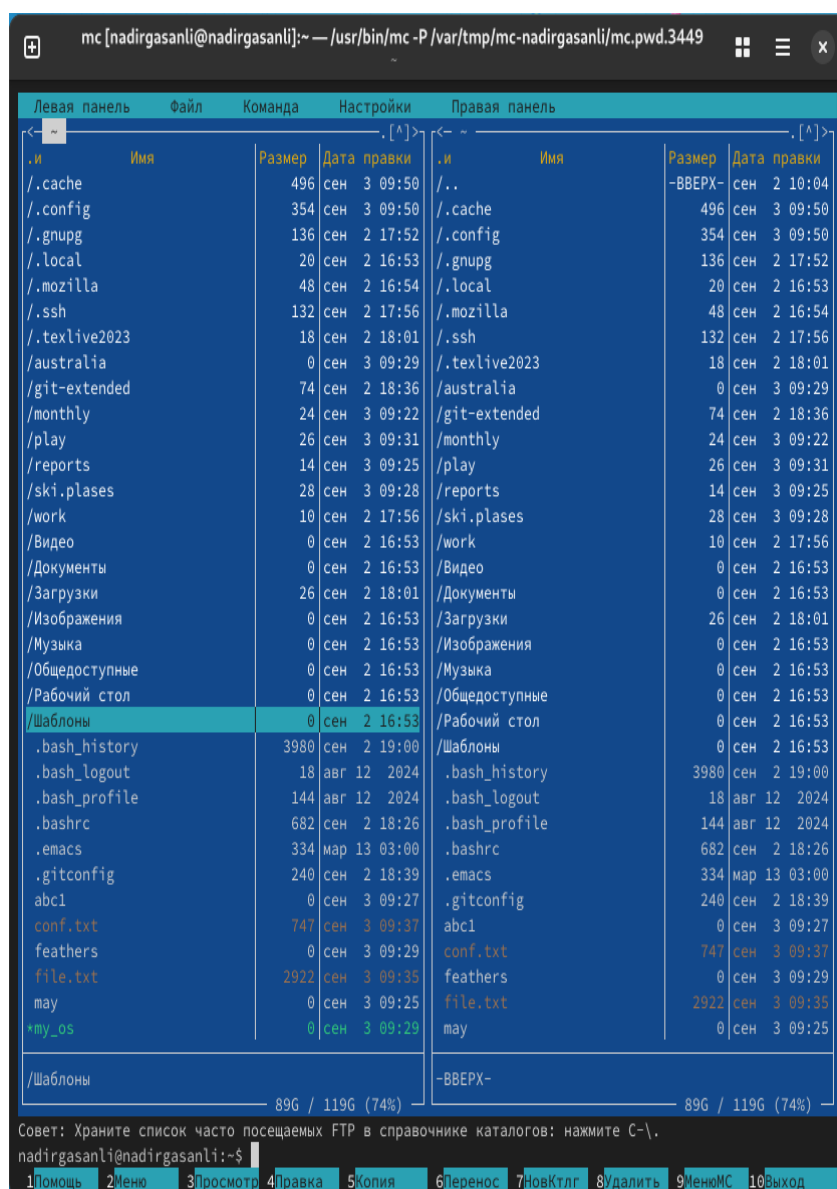 mc [nadirgasanli@nadirgasanli]:~ — /usr/bin/mc -P /var/tmp/mc-nadirgasanli/mc.pwd.3449
~
Левая панель Файл Команда Настройки Правая панель
<— ~ .[^]>
.и Имя Размер Дата правки
/.cache 496 сен 3 09:50
/.config 354 сен 3 09:50
/.gnupg 136 сен 2 17:52
/.local 20 сен 2 16:53
/.mozilla 48 сен 2 16:54
/.ssh 132 сен 2 17:56
/.texlive2023 18 сен 2 18:01
/australia 0 сен 3 09:29
/git-extended 74 сен 2 18:36
/monthly 24 сен 3 09:22
/play 26 сен 3 09:31
/reports 14 сен 3 09:25
/ski.plases 28 сен 3 09:28
/work 10 сен 2 17:56
/Видео 0 сен 2 16:53
/Документы 0 сен 2 16:53
/Загрузки 26 сен 2 18:01
/Изображения 0 сен 2 16:53
/Музыка 0 сен 2 16:53
/Общедоступные 0 сен 2 16:53
/Рабочий стол 0 сен 2 16:53
/Шаблоны 0 сен 2 16:53
.bash_history 3980 сен 2 19:00
.bash_logout 18 авг 12 2024
.bash_profile 144 авг 12 2024
.bashrc 682 сен 2 18:26
.emacs 334 мар 13 03:00
.gitconfig 240 сен 2 18:39
abc1 0 сен 3 09:27
conf.txt 747 сен 3 09:37
feathers 0 сен 3 09:29
file.txt 2922 сен 3 09:35
may 0 сен 3 09:25
*my_os 0 сен 3 09:29
/Шаблоны
89G / 119G (74%)
<— ~ .[^]>
.и Имя Размер Дата правки
/.. -ВВЕРХ- сен 2 10:04
/.cache 496 сен 3 09:50
/.config 354 сен 3 09:50
/.gnupg 136 сен 2 17:52
/.local 20 сен 2 16:53
/.mozilla 48 сен 2 16:54
/.ssh 132 сен 2 17:56
/.texlive2023 18 сен 2 18:01
/australia 0 сен 3 09:29
/git-extended 74 сен 2 18:36
/monthly 24 сен 3 09:22
/play 26 сен 3 09:31
/reports 14 сен 3 09:25
/ski.plases 28 сен 3 09:28
/work 10 сен 2 17:56
/Видео 0 сен 2 16:53
/Документы 0 сен 2 16:53
/Загрузки 26 сен 2 18:01
/Изображения 0 сен 2 16:53
/Музыка 0 сен 2 16:53
/Общедоступные 0 сен 2 16:53
/Рабочий стол 0 сен 2 16:53
/Шаблоны 0 сен 2 16:53
.bash_history 3980 сен 2 19:00
.bash_logout 18 авг 12 2024
.bash_profile 144 авг 12 2024
.bashrc 682 сен 2 18:26
.emacs 334 мар 13 03:00
.gitconfig 240 сен 2 18:39
abc1 0 сен 3 09:27
conf.txt 747 сен 3 09:37
feathers 0 сен 3 09:29
file.txt 2922 сен 3 09:35
may 0 сен 3 09:25
-ВВЕРХ-
89G / 119G (74%)
Совет: Храните список часто посещаемых FTP в справочнике каталогов: нажмите C-\.
nadirgasanli@nadirgasanli:~$
1Помощь 2Меню 3Просмотр 4Правка 5Копия 6Перенос 7НовКтлг 8Удалить 9МенюMC 10Выход